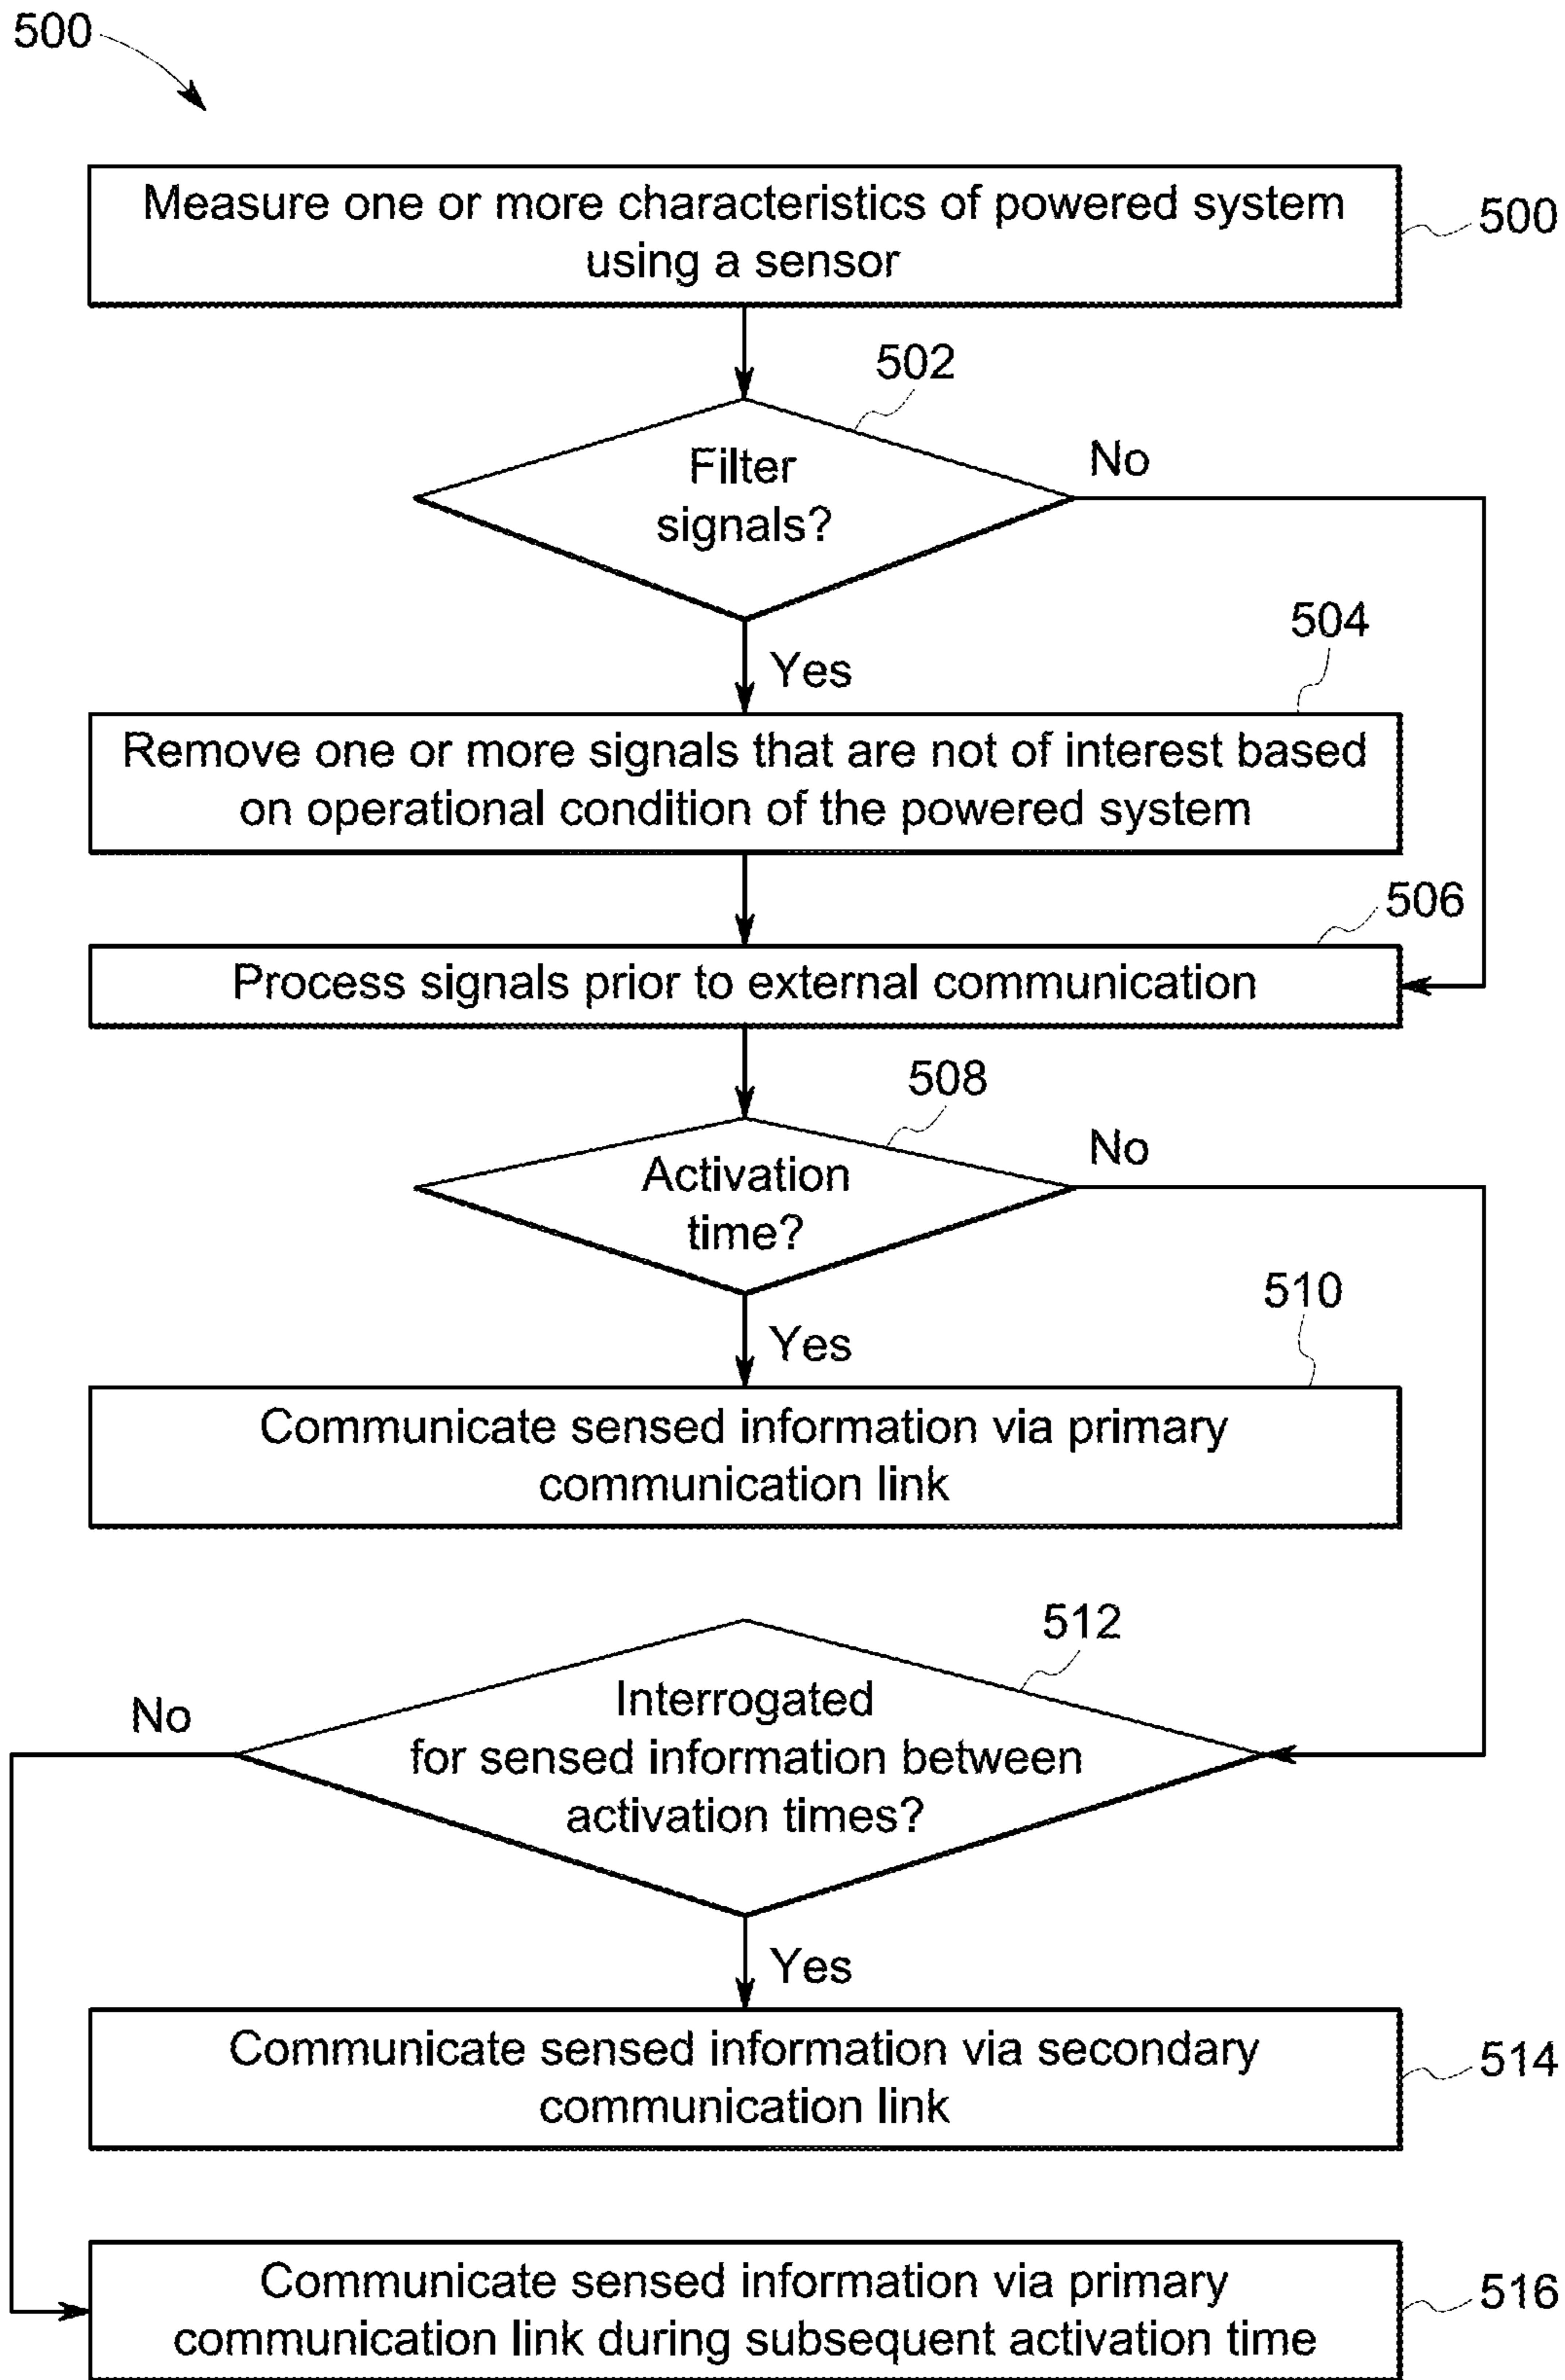 500
Measure one or more characteristics of powered system
using a sensor
500
502
Filter
signals?
No
Yes
504
Remove one or more signals that are not of interest based
on operational condition of the powered system
506
Process signals prior to external communication
508
Activation
time?
No
Yes
510
Communicate sensed information via primary
communication link
512
Interrogated
for sensed information between
activation times?
No
Yes
Communicate sensed information via secondary
communication link
514
Communicate sensed information via primary
communication link during subsequent activation time
516